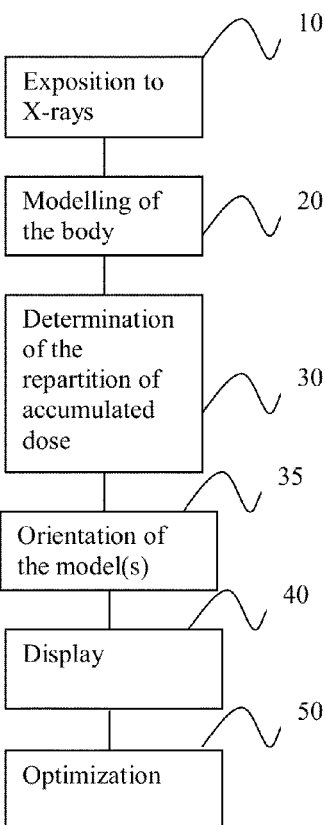 10
Exposition to
X-rays
20
Modelling of
the body
30
Determination
of the
repartition of
accumulated
dose
35
Orientation of
the model(s)
40
Display
50
Optimization